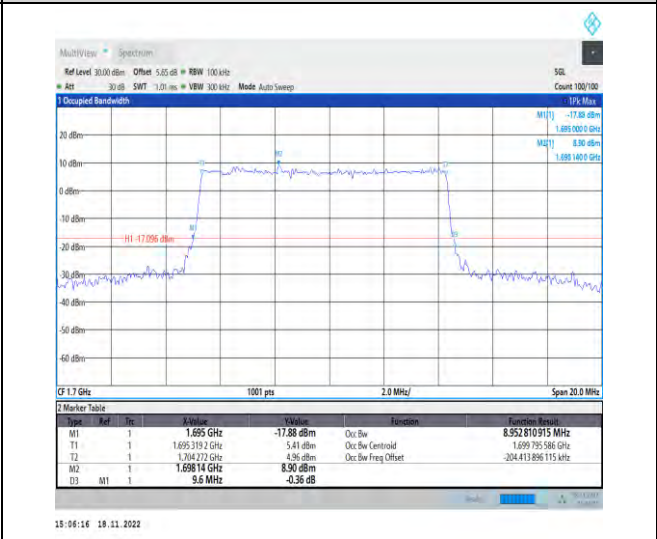 MultiView Spectrum
Ref Level 30.00 dBm Offset 5.85 dB RBW 100 kHz SGL
Att 30 dB SWT 1.01 ms VBW 300 kHz Mode Auto Sweep Count 100/100
1 Occupied Bandwidth 1Pk Max
M1[1] -17.88 dBm
1.695 000 0 GHz
M2[1] 8.90 dBm
1.698 140 0 GHz
20 dBm
M2
10 dBm
T1
0 dBm
-10 dBm
M1
H1 -17.096 dBm
-20 dBm
-30 dBm
-40 dBm
-50 dBm
-60 dBm
CF 1.7 GHz 1001 pts 2.0 MHz/ Span 20.0 MHz
2 Marker Table
Type Ref Trc X-Value Y-Value Function Function Result
M1 1 1.695 GHz -17.88 dBm Occ Bw 8.952 810 915 MHz
T1 1 1.695 319 2 GHz 5.41 dBm Occ Bw Centroid 1.699 795 586 GHz
T2 1 1.704 272 GHz 4.96 dBm Occ Bw Freq Offset -204.413 896 115 kHz
M2 1 1.698 14 GHz 8.90 dBm
D3 M1 1 9.6 MHz -0.36 dB
15:06:16 18.11.2022